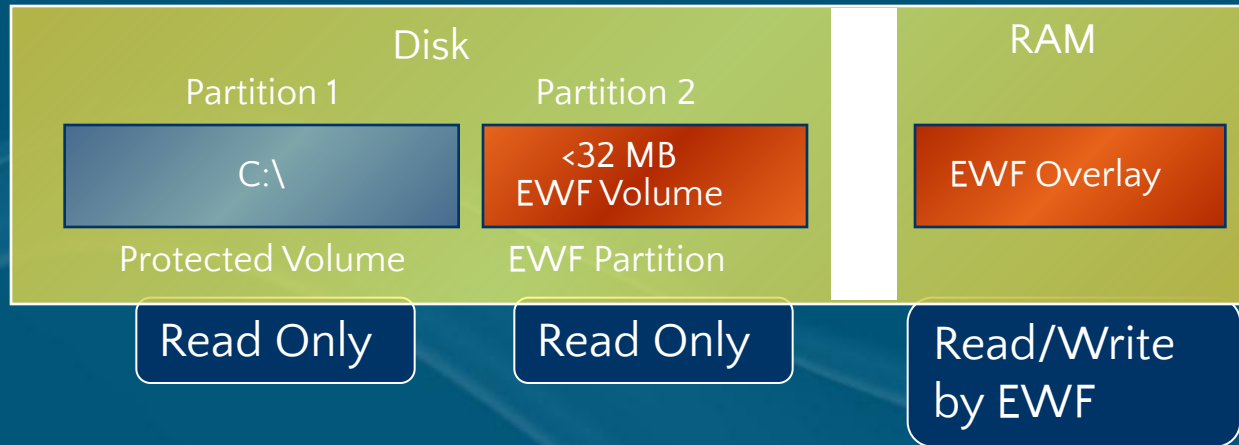 Disk
RAM
Partition 1
Partition 2
C:\
<32 MB
EWF Volume
EWF Overlay
Protected Volume
EWF Partition
Read Only
Read Only
Read/Write
by EWF